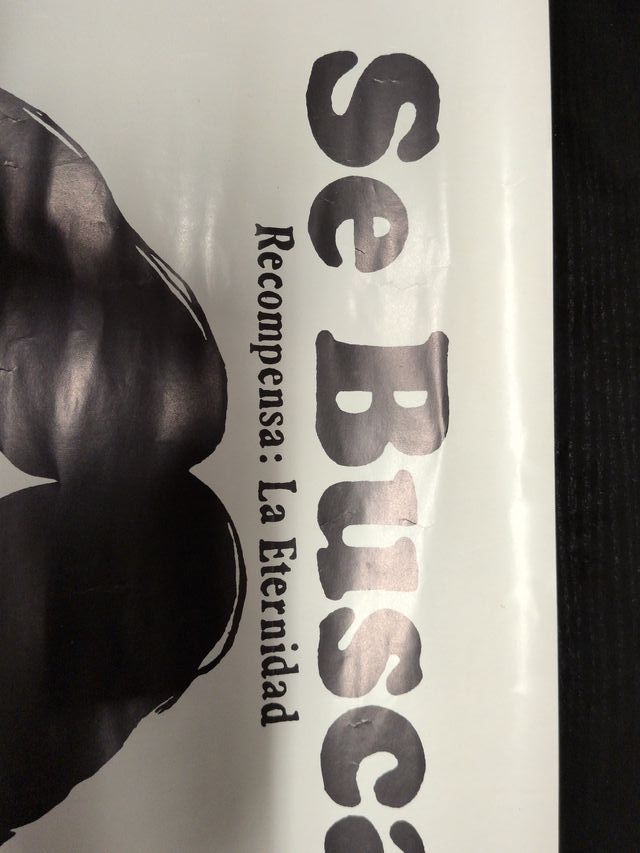 Se Busca
Recompensa: La Eternidad